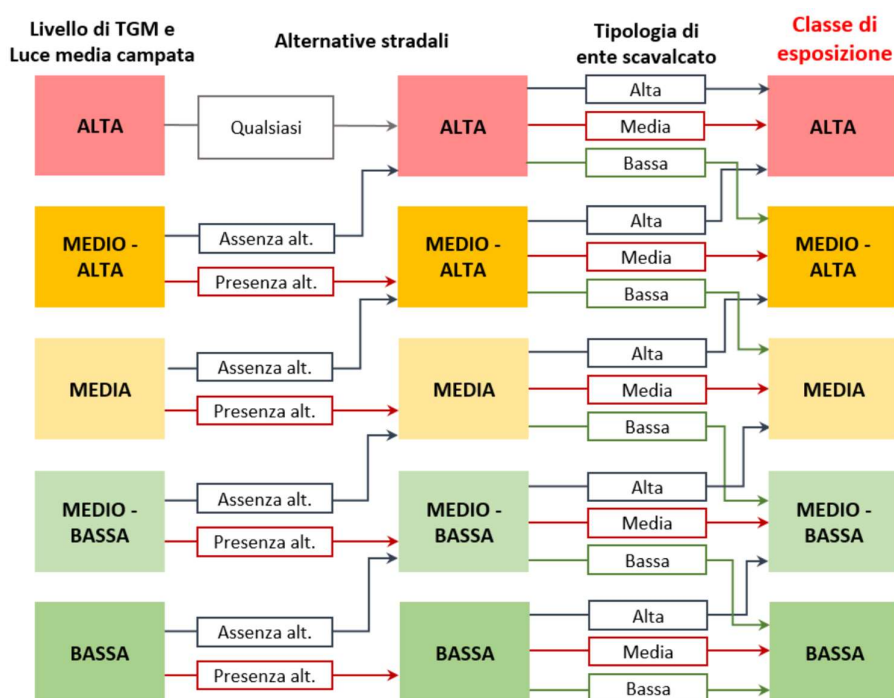 Livello di TGM e
Luce media campata
Alternative stradali
Tipologia di
ente scavalcato
Classe di
esposizione
ALTA
Qualsiasi
ALTA
Alta
Media
Bassa
ALTA
MEDIO -
ALTA
Assenza alt.
Presenza alt.
MEDIO -
ALTA
Alta
Media
Bassa
MEDIO -
ALTA
MEDIA
Assenza alt.
Presenza alt.
MEDIA
Alta
Media
Bassa
MEDIA
MEDIO -
BASSA
Assenza alt.
Presenza alt.
MEDIO -
BASSA
Alta
Media
Bassa
MEDIO -
BASSA
BASSA
Assenza alt.
Presenza alt.
BASSA
Alta
Media
Bassa
BASSA